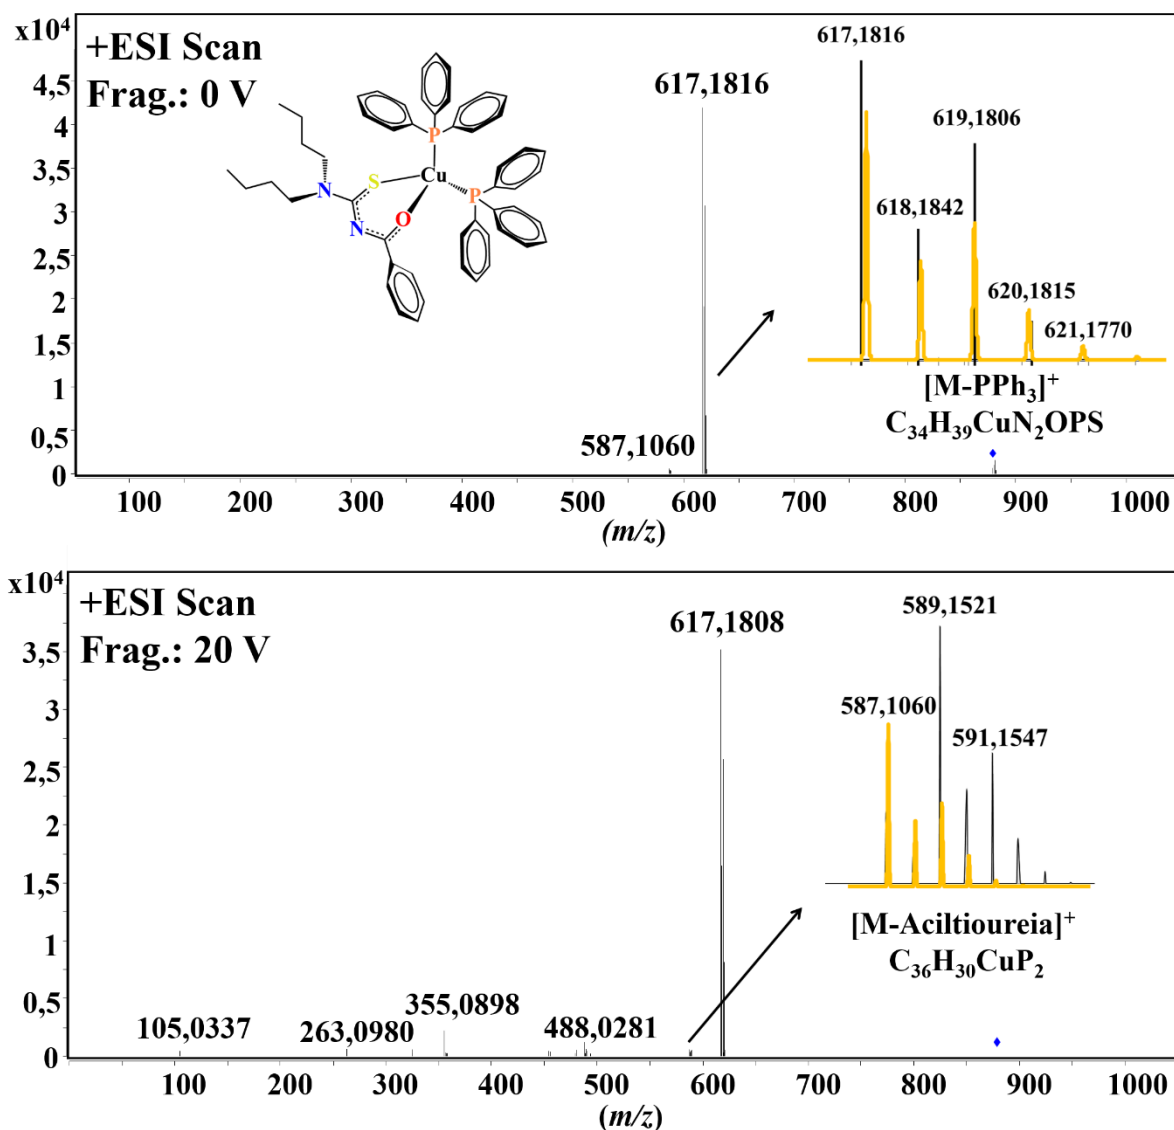 x10⁴
+ESI Scan
Frag.: 0 V
4,5
4
3,5
3
2,5
2
1,5
1
0,5
0
N
N
S
O
Cu
P
P
617,1816
587,1060
617,1816
618,1842
619,1806
620,1815
621,1770
[M-PPh₃]⁺
C₃₄H₃₉CuN₂OPS
100 200 300 400 500 600 700 800 900 1000
(m/z)
x10⁴
+ESI Scan
Frag.: 20 V
3,5
3
2,5
2
1,5
1
0,5
0
105,0337
263,0980
355,0898
488,0281
617,1808
587,1060
589,1521
591,1547
[M-Aciltioureia]⁺
C₃₆H₃₀CuP₂
100 200 300 400 500 600 700 800 900 1000
(m/z)